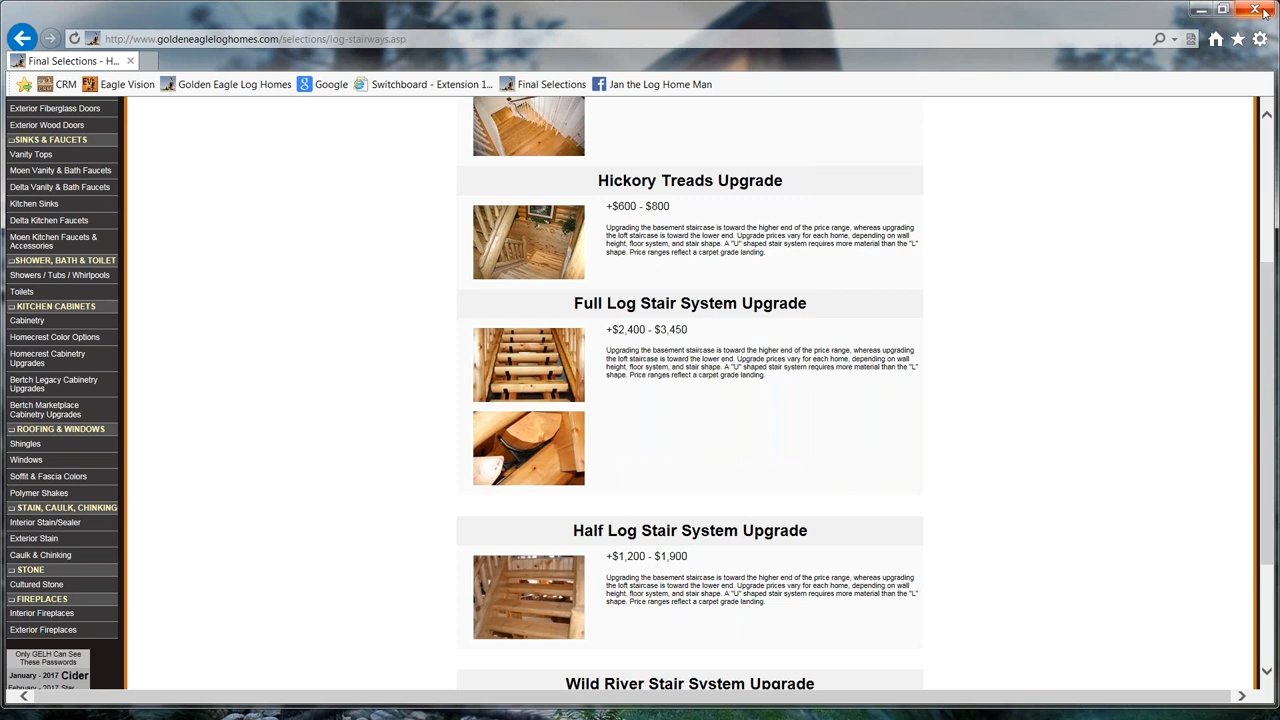 http://www.goldeneagleloghomes.com/selections/log-stairways.asp
Final Selections - H...
CRM
Eagle Vision
Golden Eagle Log Homes
Google
Switchboard - Extension 1...
Final Selections
Jan the Log Home Man
Exterior Fiberglass Doors
Exterior Wood Doors
SINKS & FAUCETS
Vanity Tops
Moen Vanity & Bath Faucets
Delta Vanity & Bath Faucets
Kitchen Sinks
Delta Kitchen Faucets
Moen Kitchen Faucets &
Accessories
SHOWER, BATH & TOILET
Showers / Tubs / Whirlpools
Toilets
KITCHEN CABINETS
Cabinetry
Homecrest Color Options
Homecrest Cabinetry
Upgrades
Bertch Legacy Cabinetry
Upgrades
Bertch Marketplace
Cabinetry Upgrades
ROOFING & WINDOWS
Shingles
Windows
Soffit & Fascia Colors
Polymer Shakes
STAIN, CAULK, CHINKING
Interior Stain/Sealer
Exterior Stain
Caulk & Chinking
STONE
Cultured Stone
FIREPLACES
Interior Fireplaces
Exterior Fireplaces
Only GELH Can See
These Passwords
January - 2017 Cider
February - 2017 Star
Hickory Treads Upgrade
+$600 - $800
Upgrading the basement staircase is toward the higher end of the price range, whereas upgrading
the loft staircase is toward the lower end. Upgrade prices vary for each home, depending on wall
height, floor system, and stair shape. A "U" shaped stair system requires more material than the "L"
shape. Price ranges reflect a carpet grade landing.
Full Log Stair System Upgrade
+$2,400 - $3,450
Upgrading the basement staircase is toward the higher end of the price range, whereas upgrading
the loft staircase is toward the lower end. Upgrade prices vary for each home, depending on wall
height, floor system, and stair shape. A "U" shaped stair system requires more material than the "L"
shape. Price ranges reflect a carpet grade landing.
Half Log Stair System Upgrade
+$1,200 - $1,900
Upgrading the basement staircase is toward the higher end of the price range, whereas upgrading
the loft staircase is toward the lower end. Upgrade prices vary for each home, depending on wall
height, floor system, and stair shape. A "U" shaped stair system requires more material than the "L"
shape. Price ranges reflect a carpet grade landing.
Wild River Stair System Upgrade